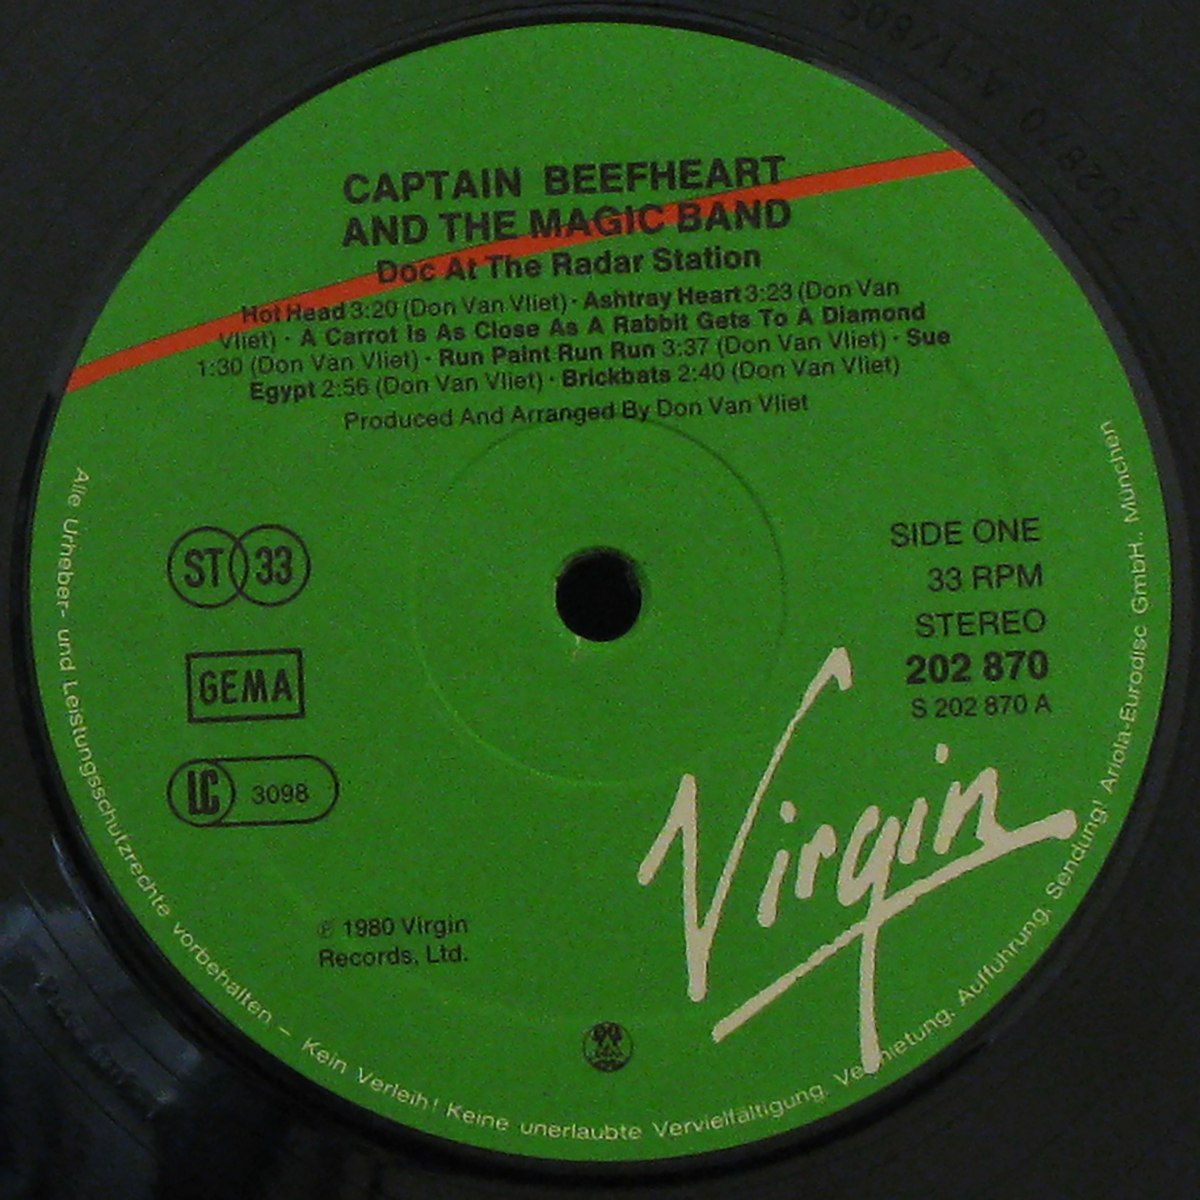 CAPTAIN BEEFHEART
AND THE MAGIC BAND
Doc At The Radar Station
Hot Head 3:20 (Don Van Vliet) · Ashtray Heart 3:23 (Don Van
Vliet) · A Carrot Is As Close As A Rabbit Gets To A Diamond
1:30 (Don Van Vliet) · Run Paint Run Run 3:37 (Don Van Vliet) · Sue
Egypt 2:56 (Don Van Vliet) · Brickbats 2:40 (Don Van Vliet)
Produced And Arranged By Don Van Vliet
ST 33
GEMA
LC 3098
SIDE ONE
33 RPM
STEREO
202 870
S 202 870 A
Virgin
℗ 1980 Virgin
Records, Ltd.
Alle Urheber- und Leistungsschutzrechte vorbehalten – Kein Verleih! Keine unerlaubte Vervielfältigung, Vermietung, Aufführung, Sendung! Ariola-Eurodisc GmbH., München